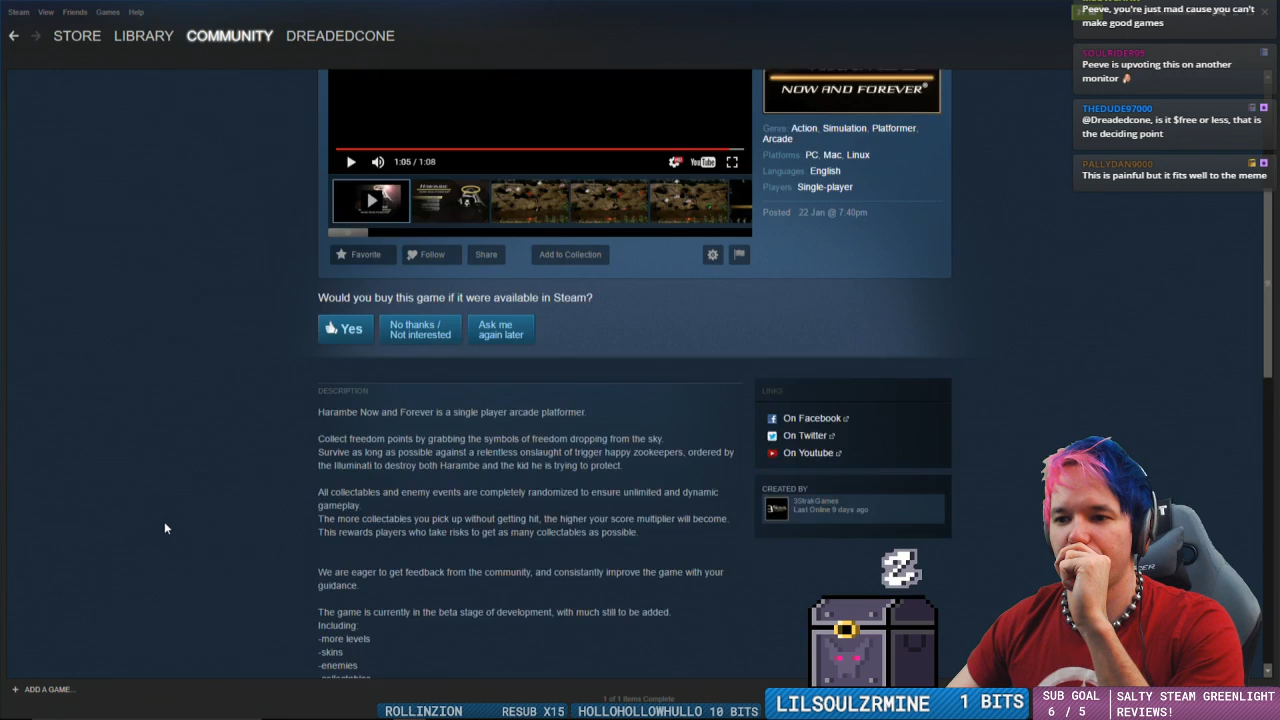 Steam View Friends Games Help
STORE LIBRARY COMMUNITY DREADEDCONE
NOW AND FOREVER®
Genre: Action, Simulation, Platformer,
Arcade
Platforms: PC, Mac, Linux
Languages: English
Players: Single-player
Posted 22 Jan @ 7:40pm
1:05 / 1:08
YouTube
Favorite Follow Share Add to Collection
Would you buy this game if it were available in Steam?
Yes
No thanks /
Not interested
Ask me
again later
DESCRIPTION
Harambe Now and Forever is a single player arcade platformer.
Collect freedom points by grabbing the symbols of freedom dropping from the sky.
Survive as long as possible against a relentless onslaught of trigger happy zookeepers, ordered by
the Illuminati to destroy both Harambe and the kid he is trying to protect.
All collectables and enemy events are completely randomized to ensure unlimited and dynamic
gameplay.
The more collectables you pick up without getting hit, the higher your score multiplier will become.
This rewards players who take risks to get as many collectables as possible.
We are eager to get feedback from the community, and consistently improve the game with your
guidance.
The game is currently in the beta stage of development, with much still to be added.
Including:
-more levels
-skins
-enemies
LINKS
On Facebook
On Twitter
On Youtube
CREATED BY
3StrakGames
Last Online 9 days ago
Peeve, you're just mad cause you can't
make good games
SOULRIDER95
Peeve is upvoting this on another
monitor
THEDUDE97000
@Dreadedcone, is it $free or less, that is
the deciding point
PALLYDAN9000
This is painful but it fits well to the meme
+ ADD A GAME...
1 of 1 Items Complete
ROLLINZION RESUB X15 HOLLOHOLLOWHULLO 10 BITS
LILSOULZRMINE 1 BITS
SUB GOAL
6 / 5
SALTY STEAM GREENLIGHT
REVIEWS!